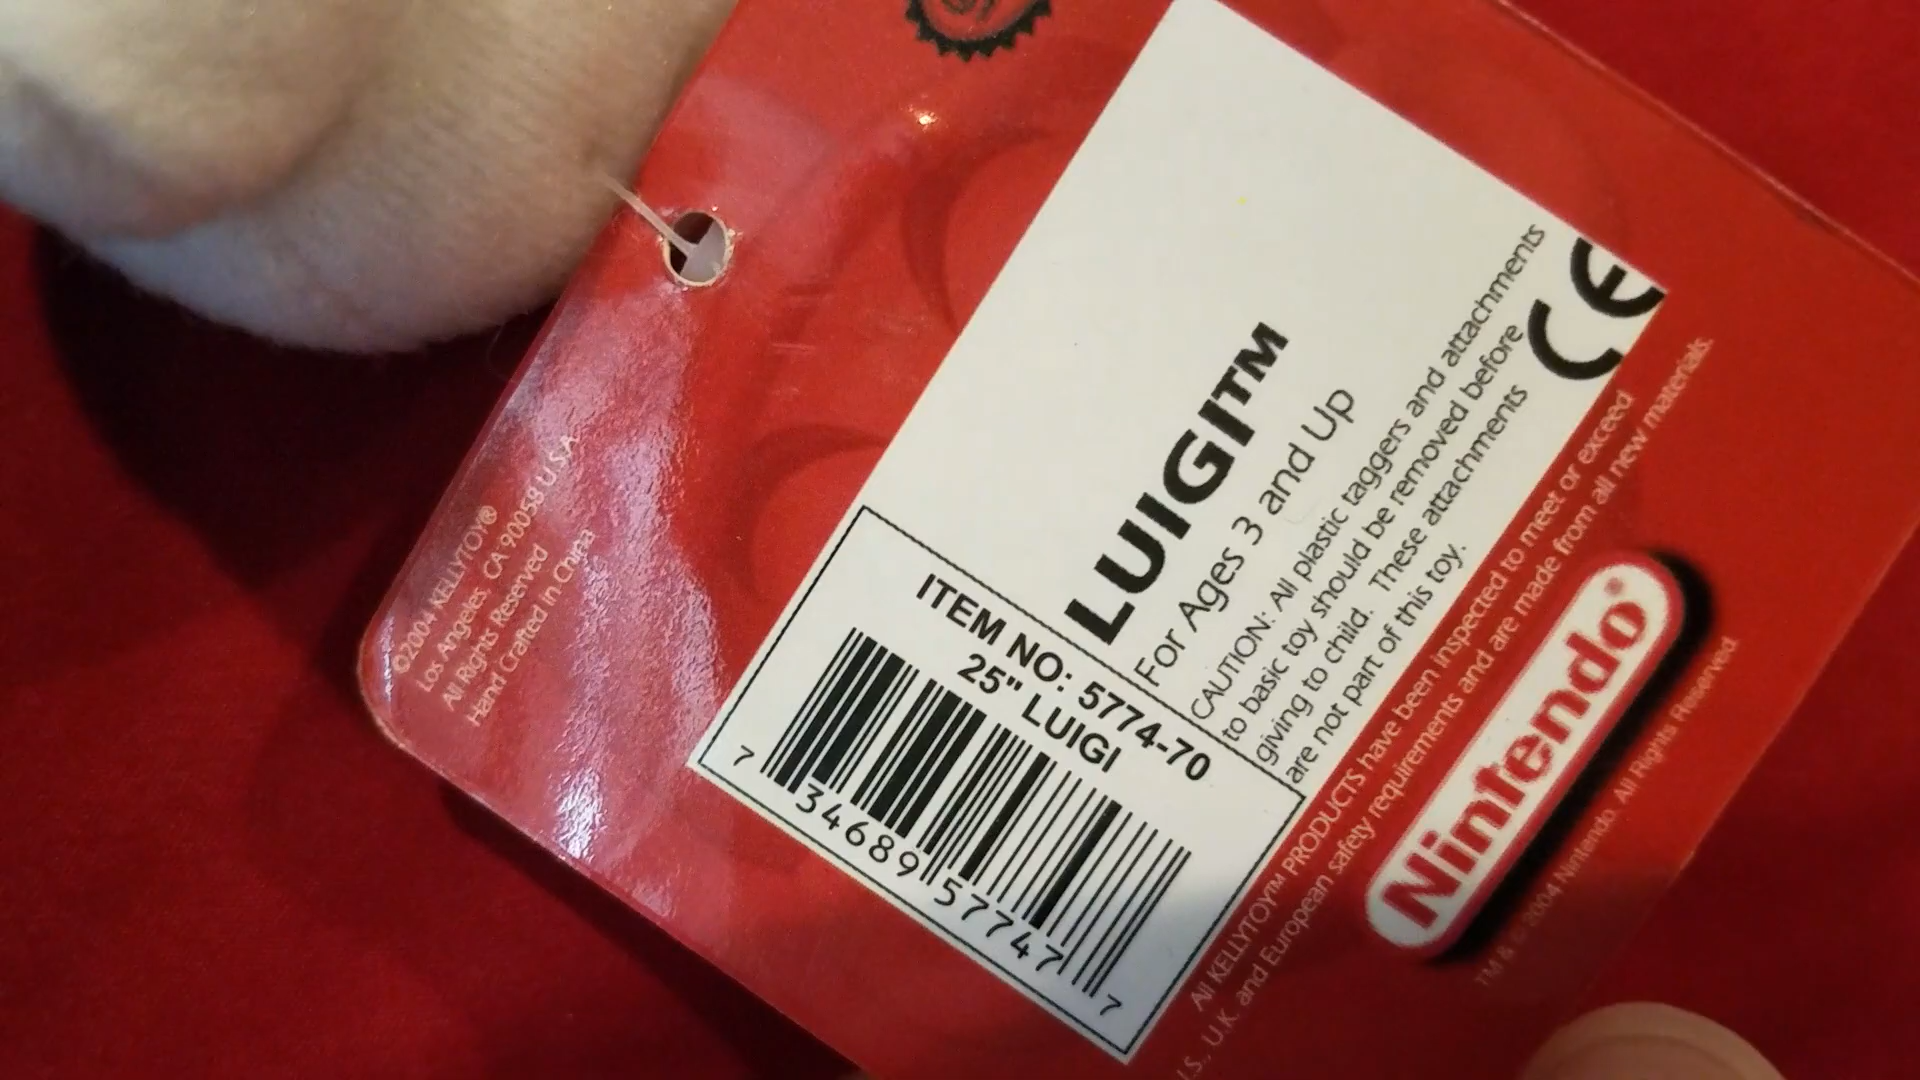 ©2004 KELLYTOY®
Los Angeles, CA 90058 U.S.A
All Rights Reserved
Hand Crafted in China
LUIGI™
For Ages 3 and Up
CAUTION: All plastic taggers and attachments
to basic toy should be removed before
giving to child. These attachments
are not part of this toy.
CE
ITEM NO: 5774-70
25" LUIGI
7 34689 57747 7
All KELLYTOY™ PRODUCTS have been inspected to meet or exceed
U.K. and European safety requirements and are made from all new materials.
Nintendo®
TM & © 2004 Nintendo. All Rights Reserved.